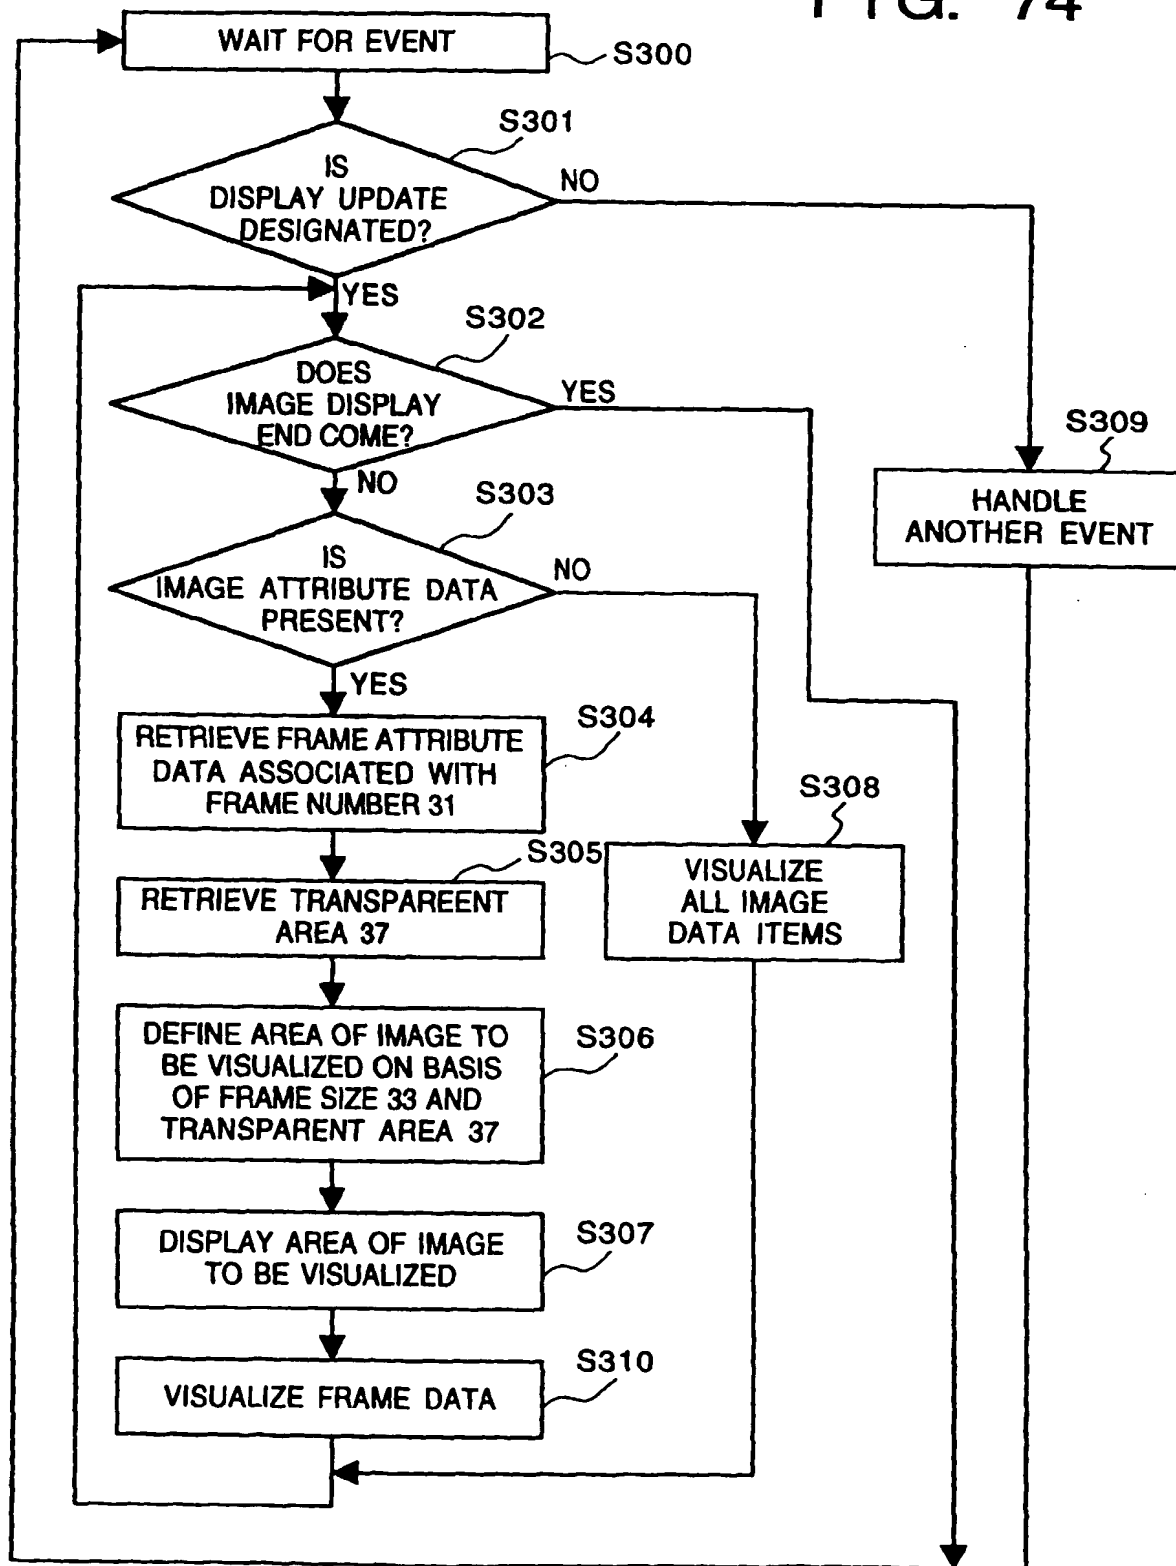 FIG. 74
WAIT FOR EVENT
S300
S301
IS
DISPLAY UPDATE
DESIGNATED?
NO
YES
S302
DOES
IMAGE DISPLAY
END COME?
YES
NO
S303
IS
IMAGE ATTRIBUTE DATA
PRESENT?
NO
YES
S309
HANDLE
ANOTHER EVENT
S304
RETRIEVE FRAME ATTRIBUTE
DATA ASSOCIATED WITH
FRAME NUMBER 31
S305
RETRIEVE TRANSPAREENT
AREA 37
S308
VISUALIZE
ALL IMAGE
DATA ITEMS
DEFINE AREA OF IMAGE TO
BE VISUALIZED ON BASIS
OF FRAME SIZE 33 AND
TRANSPARENT AREA 37
S306
DISPLAY AREA OF IMAGE
TO BE VISUALIZED
S307
VISUALIZE FRAME DATA
S310